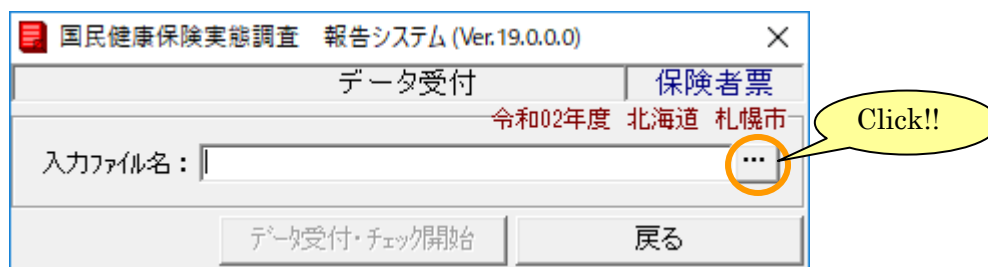 国民健康保険実態調査　報告システム (Ver.19.0.0.0)
データ受付 保険者票
令和02年度 北海道 札幌市
Click!!
入力ﾌｧｲﾙ名： ...
ﾃﾞｰﾀ受付･ﾁｪｯｸ開始 戻る